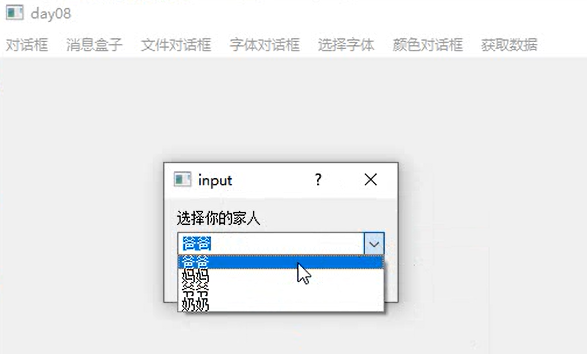 day08
对话框 消息盒子 文件对话框 字体对话框 选择字体 颜色对话框 获取数据
input ?
选择你的家人
爸爸
爸爸
妈妈
爷爷
奶奶